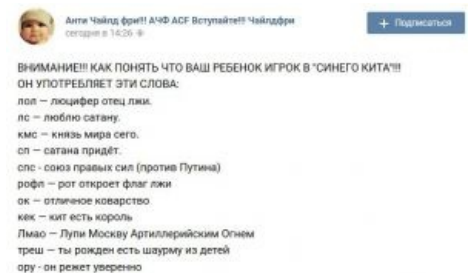 Анти Чайлд фри!!! АЧФ ACF Вступайте!!! Чайлдфри
сегодня в 14:26
+ Подписаться
ВНИМАНИЕ!!! КАК ПОНЯТЬ ЧТО ВАШ РЕБЕНОК ИГРОК В "СИНЕГО КИТА"!!!
ОН УПОТРЕБЛЯЕТ ЭТИ СЛОВА:
лол — люцифер отец лжи.
лс — люблю сатану.
кмс — князь мира сего.
сп — сатана придёт.
спс - союз правых сил (против Путина)
рофл — рот откроет флаг лжи
ок — отличное коварство
кек — кит есть король
Лмао — Лупи Москву Артиллерийским Огнем
треш — ты рожден есть шаурму из детей
ору - он режет уверенно